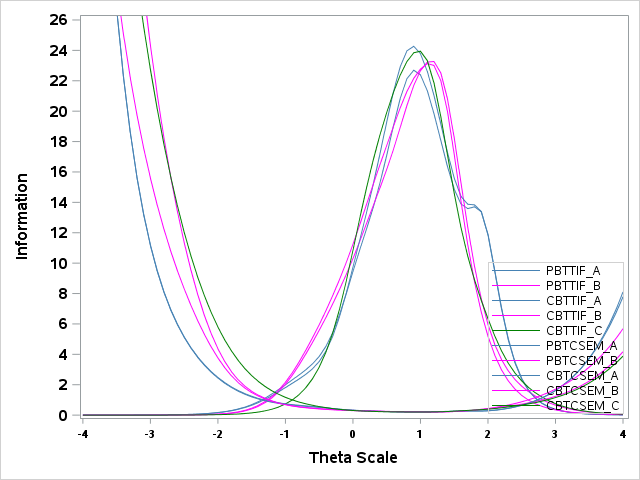 26
24
22
20
18
16
14
12
10
8
6
4
2
0
Information
-4 -3 -2 -1 0 1 2 3 4
Theta Scale
PBTTIF_A
PBTTIF_B
CBTTIF_A
CBTTIF_B
CBTTIF_C
PBTCSEM_A
PBTCSEM_B
CBTCSEM_A
CBTCSEM_B
CBTCSEM_C